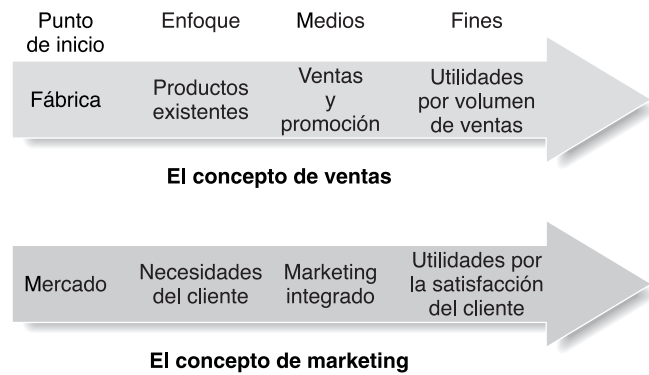 Punto de inicio
Enfoque
Medios
Fines
Fábrica
Productos existentes
Ventas y promoción
Utilidades por volumen de ventas
El concepto de ventas
Mercado
Necesidades del cliente
Marketing integrado
Utilidades por la satisfacción del cliente
El concepto de marketing